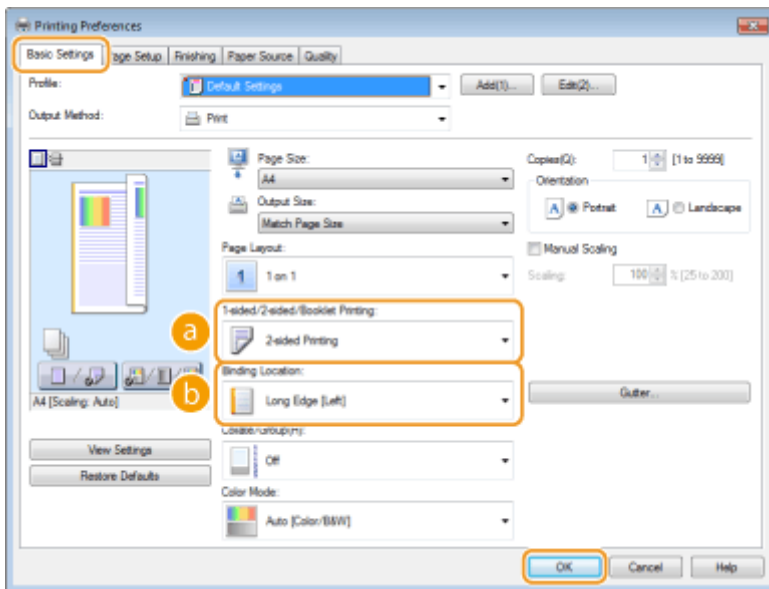 Printing Preferences
Basic Settings Page Setup Finishing Paper Source Quality
Profile: Default Settings Add(1)... Edit(2)...
Output Method: Print
Page Size:
A4
Output Size:
Match Page Size
Copies(Q): 1 [1 to 9999]
Orientation
A Portrait A Landscape
Page Layout:
1 1 on 1
Manual Scaling
Scaling: 100 % [25 to 200]
1-sided/2-sided/Booklet Printing:
a 2-sided Printing
b Binding Location:
Long Edge [Left]
Gutter...
A4 [Scaling: Auto]
Collate/Group(H):
Off
View Settings
Restore Defaults
Color Mode:
Auto [Color/B&W]
OK Cancel Help